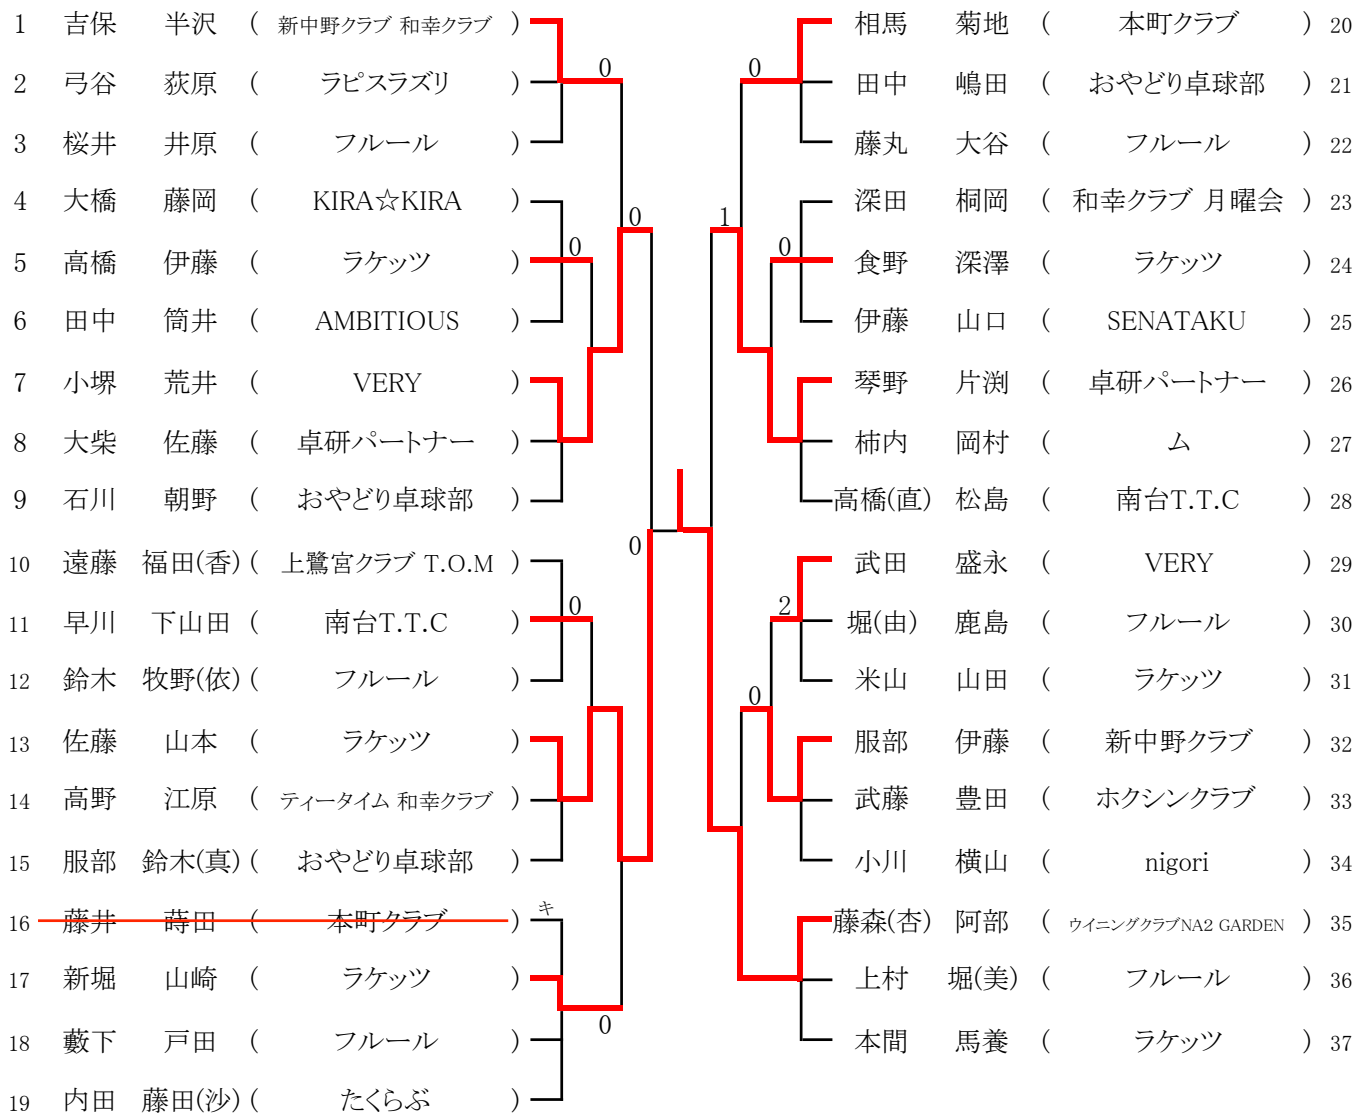 1 吉保 半沢 ( 新中野クラブ 和幸クラブ )
2 弓谷 荻原 ( ラピスラズリ )
0
3 桜井 井原 ( フルール )
4 大橋 藤岡 ( KIRA☆KIRA )
0
5 高橋 伊藤 ( ラケッツ )
0
6 田中 筒井 ( AMBITIOUS )
7 小堺 荒井 ( VERY )
8 大柴 佐藤 ( 卓研パートナー )
9 石川 朝野 ( おやどり卓球部 )
0
10 遠藤 福田(香) ( 上鷺宮クラブ T.O.M )
11 早川 下山田 ( 南台T.T.C )
0
12 鈴木 牧野(依) ( フルール )
13 佐藤 山本 ( ラケッツ )
14 高野 江原 ( ティータイム 和幸クラブ )
15 服部 鈴木(真) ( おやどり卓球部 )
16 藤井 蒔田 ( 本町クラブ ) キ
17 新堀 山崎 ( ラケッツ )
0
18 藪下 戸田 ( フルール )
19 内田 藤田(沙) ( たくらぶ )
相馬 菊地 ( 本町クラブ ) 20
0
田中 嶋田 ( おやどり卓球部 ) 21
藤丸 大谷 ( フルール ) 22
深田 桐岡 ( 和幸クラブ 月曜会 ) 23
1
0
食野 深澤 ( ラケッツ ) 24
伊藤 山口 ( SENATAKU ) 25
琴野 片渕 ( 卓研パートナー ) 26
柿内 岡村 ( ム ) 27
高橋(直) 松島 ( 南台T.T.C ) 28
武田 盛永 ( VERY ) 29
2
堀(由) 鹿島 ( フルール ) 30
米山 山田 ( ラケッツ ) 31
0
服部 伊藤 ( 新中野クラブ ) 32
武藤 豊田 ( ホクシンクラブ ) 33
小川 横山 ( nigori ) 34
藤森(杏) 阿部 ( ウイニングクラブNA2 GARDEN ) 35
上村 堀(美) ( フルール ) 36
本間 馬養 ( ラケッツ ) 37